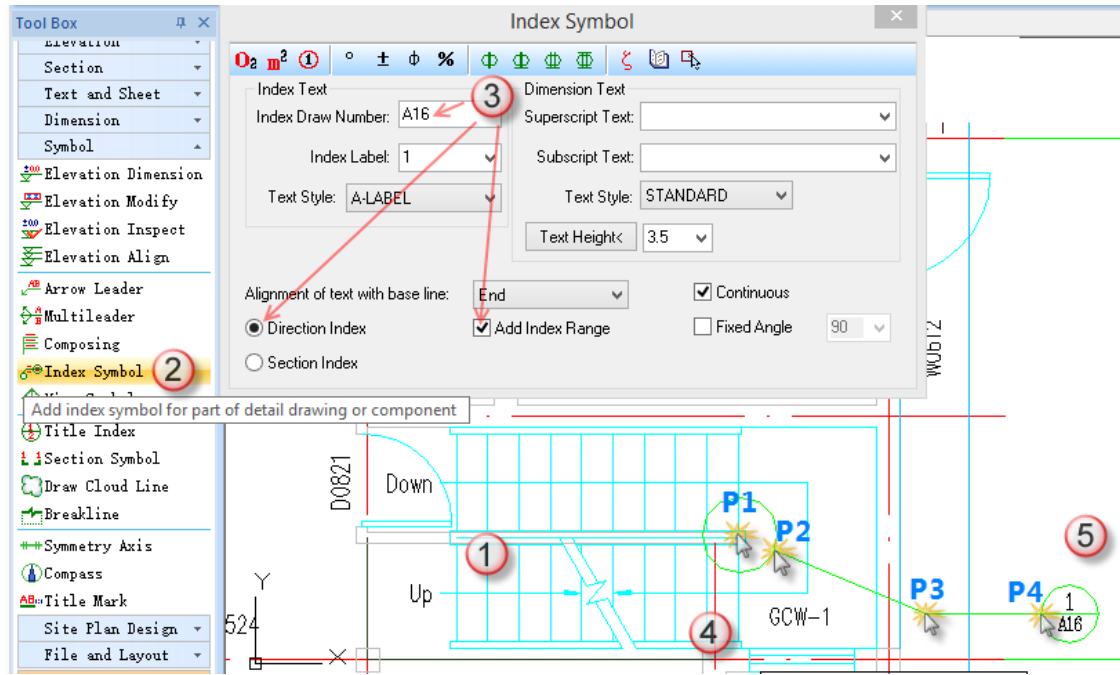 Tool Box
Elevation
Section
Text and Sheet
Dimension
Symbol
Elevation Dimension
Elevation Modify
Elevation Inspect
Elevation Align
Arrow Leader
Multileader
Composing
Index Symbol
2
Add index symbol for part of detail drawing or component
Title Index
Section Symbol
Draw Cloud Line
Breakline
Symmetry Axis
Compass
Title Mark
Site Plan Design
File and Layout
Index Symbol
O2 m² 1 ° ± ϕ %
Index Text
Index Draw Number: A16
3
Index Label: 1
Text Style: A-LABEL
Dimension Text
Superscript Text:
Subscript Text:
Text Style: STANDARD
Text Height< 3.5
Alignment of text with base line: End
Continuous
Direction Index
Add Index Range
Fixed Angle 90
Section Index
D0821
Down
Up
1
4
P1
P2
P3
P4
5
1
A16
GCW-1
524
Y
X